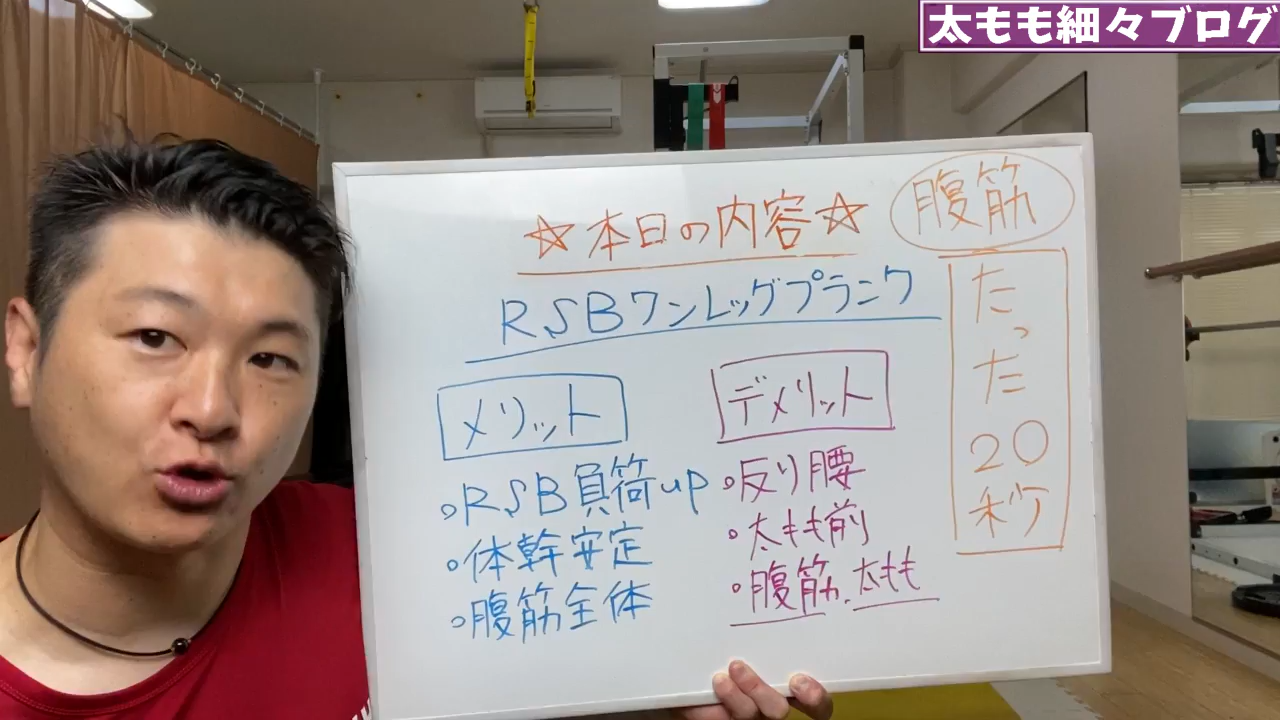 太もも細々ブログ
☆本日の内容☆
腹筋
たった20秒
RSBワンレッグプランク
メリット
◦RSB負荷up
◦体幹安定
◦腹筋全体
デメリット
◦反り腰
◦太もも前
◦腹筋、太もも